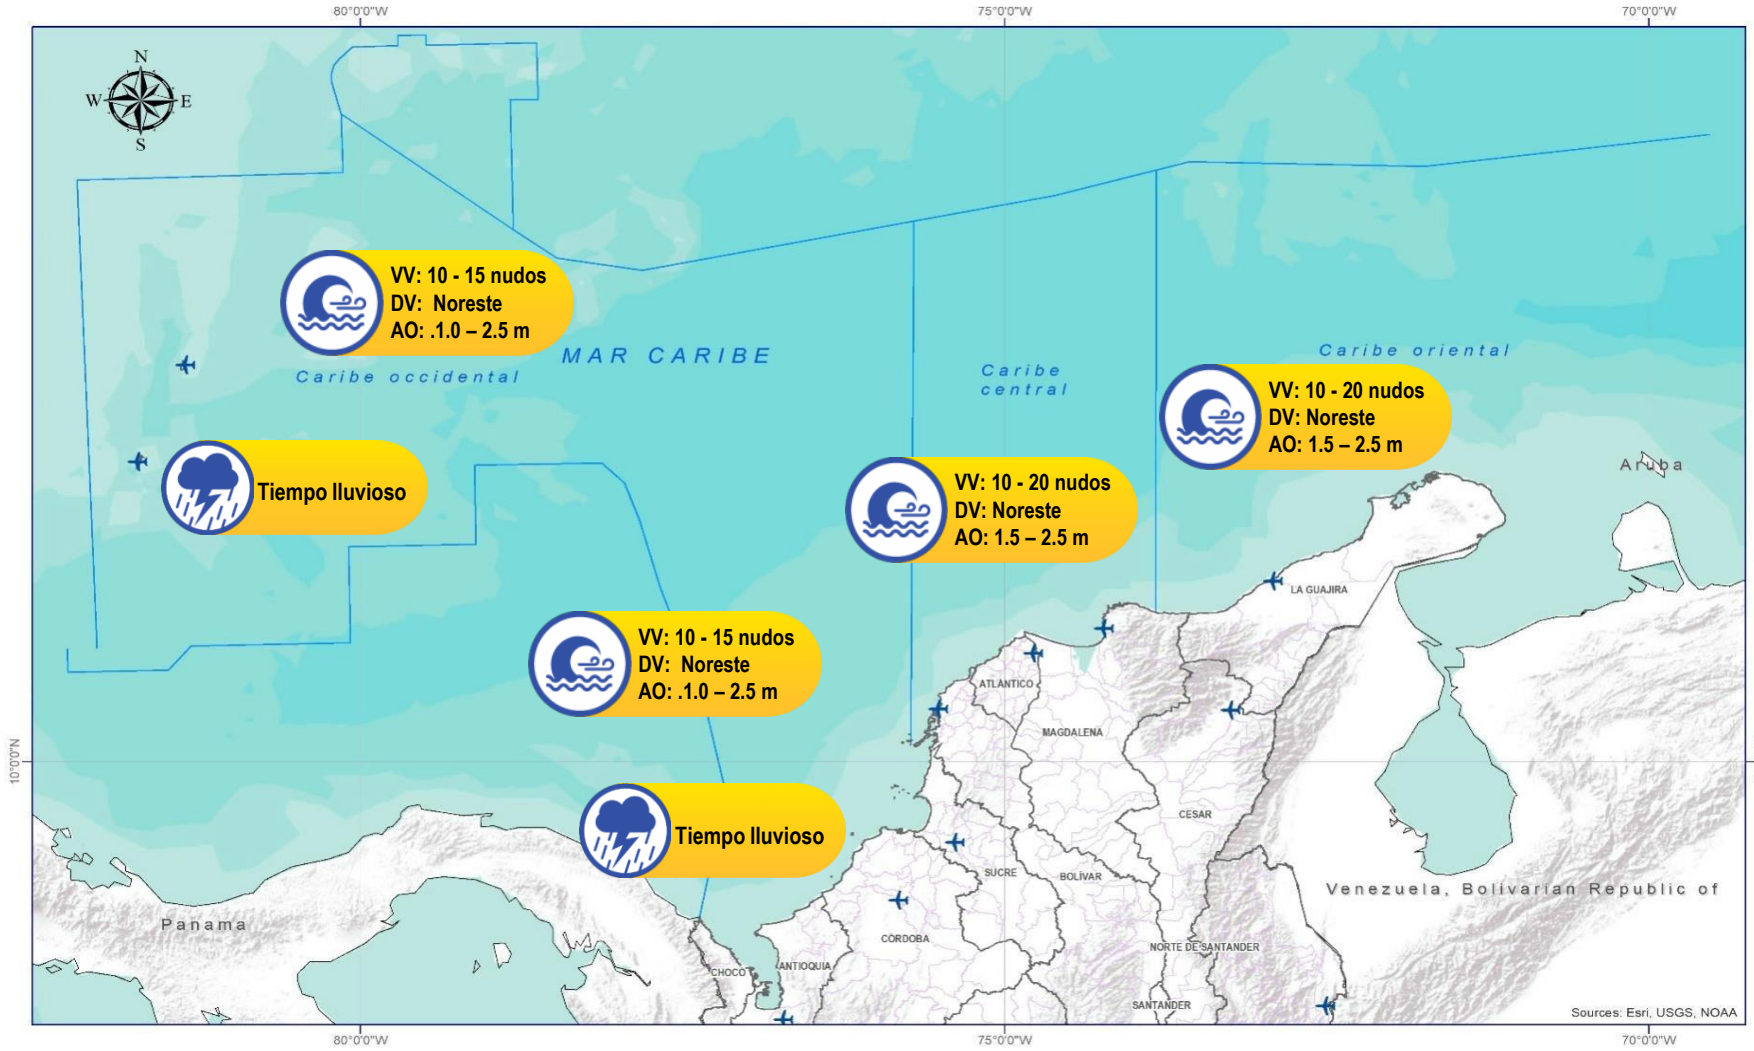 80°0'0"W
75°0'0"W
70°0'0"W
N
W
E
S
VV: 10 - 15 nudos
DV: Noreste
AO: .1.0 – 2.5 m
MAR CARIBE
Caribe occidental
Caribe
central
Caribe oriental
VV: 10 - 20 nudos
DV: Noreste
AO: 1.5 – 2.5 m
Aruba
Tiempo lluvioso
VV: 10 - 20 nudos
DV: Noreste
AO: 1.5 – 2.5 m
LA GUAJIRA
VV: 10 - 15 nudos
DV: Noreste
AO: .1.0 – 2.5 m
ATLÁNTICO
MAGDALENA
10°0'0"N
CESAR
Tiempo lluvioso
SUCRE
BOLÍVAR
Venezuela, Bolivarian Republic of
Panama
CÓRDOBA
NORTE DE SANTANDER
CHOCÓ
ANTIOQUIA
SANTANDER
Sources: Esri, USGS, NOAA
80°0'0"W
75°0'0"W
70°0'0"W